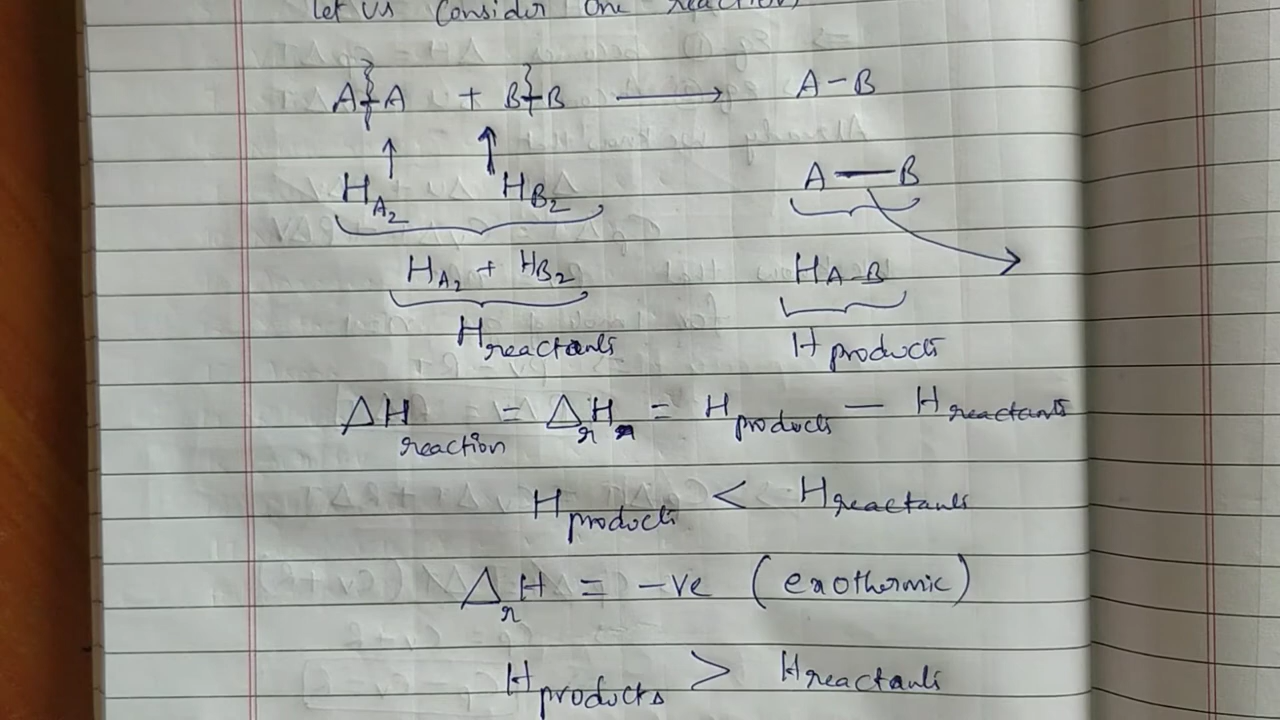 let us Consider One reaction,
A-A + B-B ⟶ A-B
H_A₂ H_B₂ A—B
H_A₂ + H_B₂ H_A-B
H_reactants H_products
ΔH_reaction = Δ_rH = H_products — H_reactants
H_products < H_reactants
Δ_rH = -ve (exothermic)
H_products > H_reactants